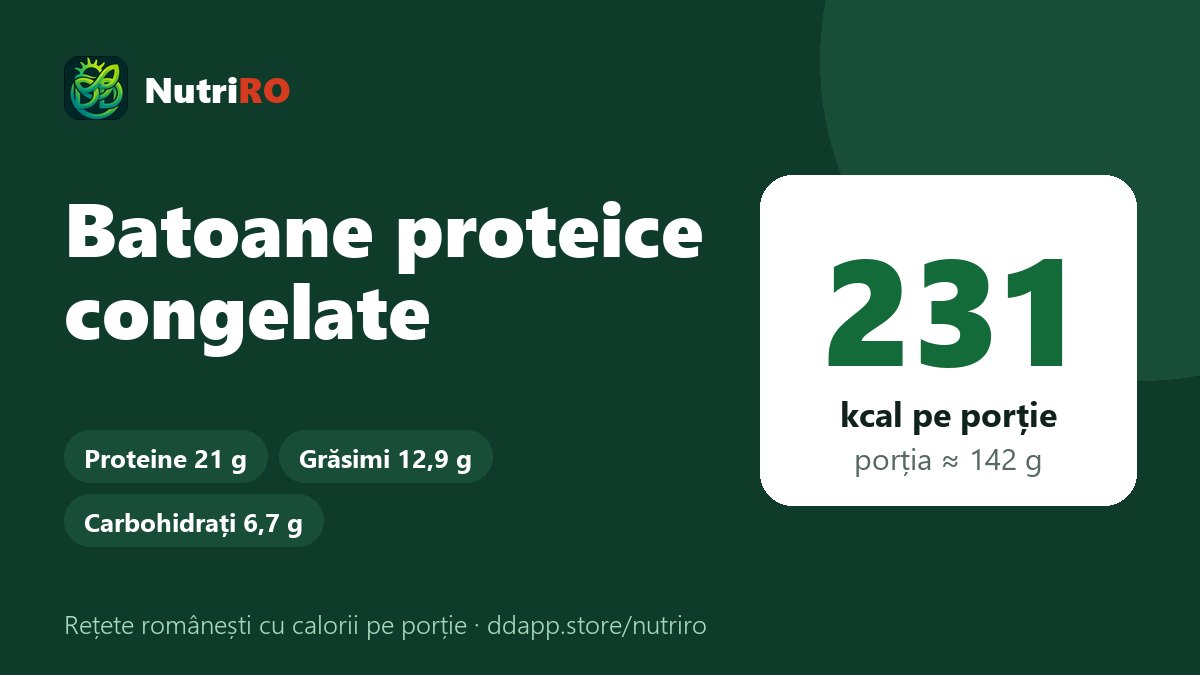 NutriRO
Batoane proteice
congelate
231
kcal pe porție
porția ≈ 142 g
Proteine 21 g
Grăsimi 12,9 g
Carbohidrați 6,7 g
Rețete românești cu calorii pe porție · ddapp.store/nutriro